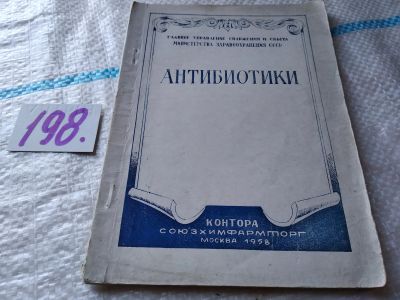 ГЛАВНОЕ УПРАВЛЕНИЕ СНАБЖЕНИЯ И СБЫТА
МИНИСТЕРСТВА ЗДРАВООХРАНЕНИЯ СССР
АНТИБИОТИКИ
198.
КОНТОРА
СОЮЗХИМФАРМТОРГ
МОСКВА 1958